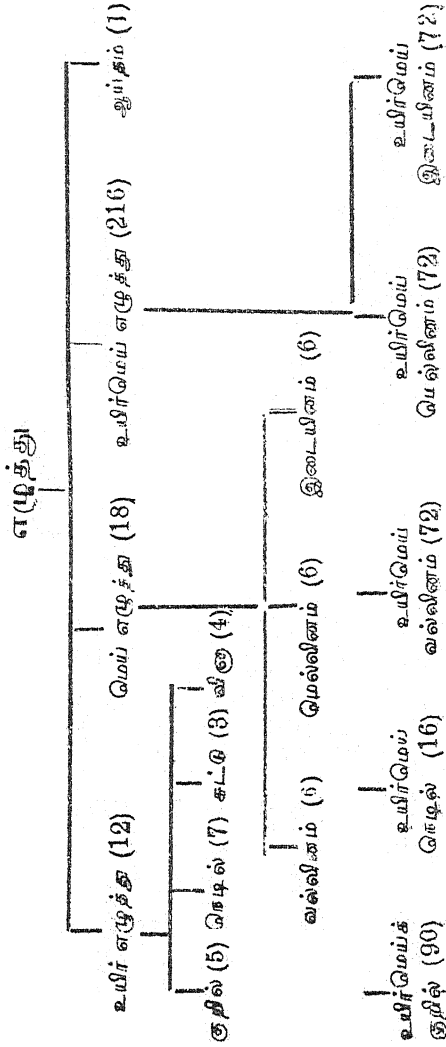 எழுத்து
உயிர் எழுத்து (12)
மெய் எழுத்து (18)
உயிர்மெய் எழுத்து (216)
ஆய்தம் (1)
குறில் (5) நெடில் (7) சுட்டு (3) வினா (4)
வல்லினம் (6)
மெல்லினம் (6)
இடையினம் (6)
உயிர்மெய்க்
குறில் (90)
உயிர்மெய்
நெடில் (16)
உயிர்மெய்
வல்லினம் (72)
உயிர்மெய்
மெல்லினம் (72)
உயிர்மெய்
இடையினம் (72)